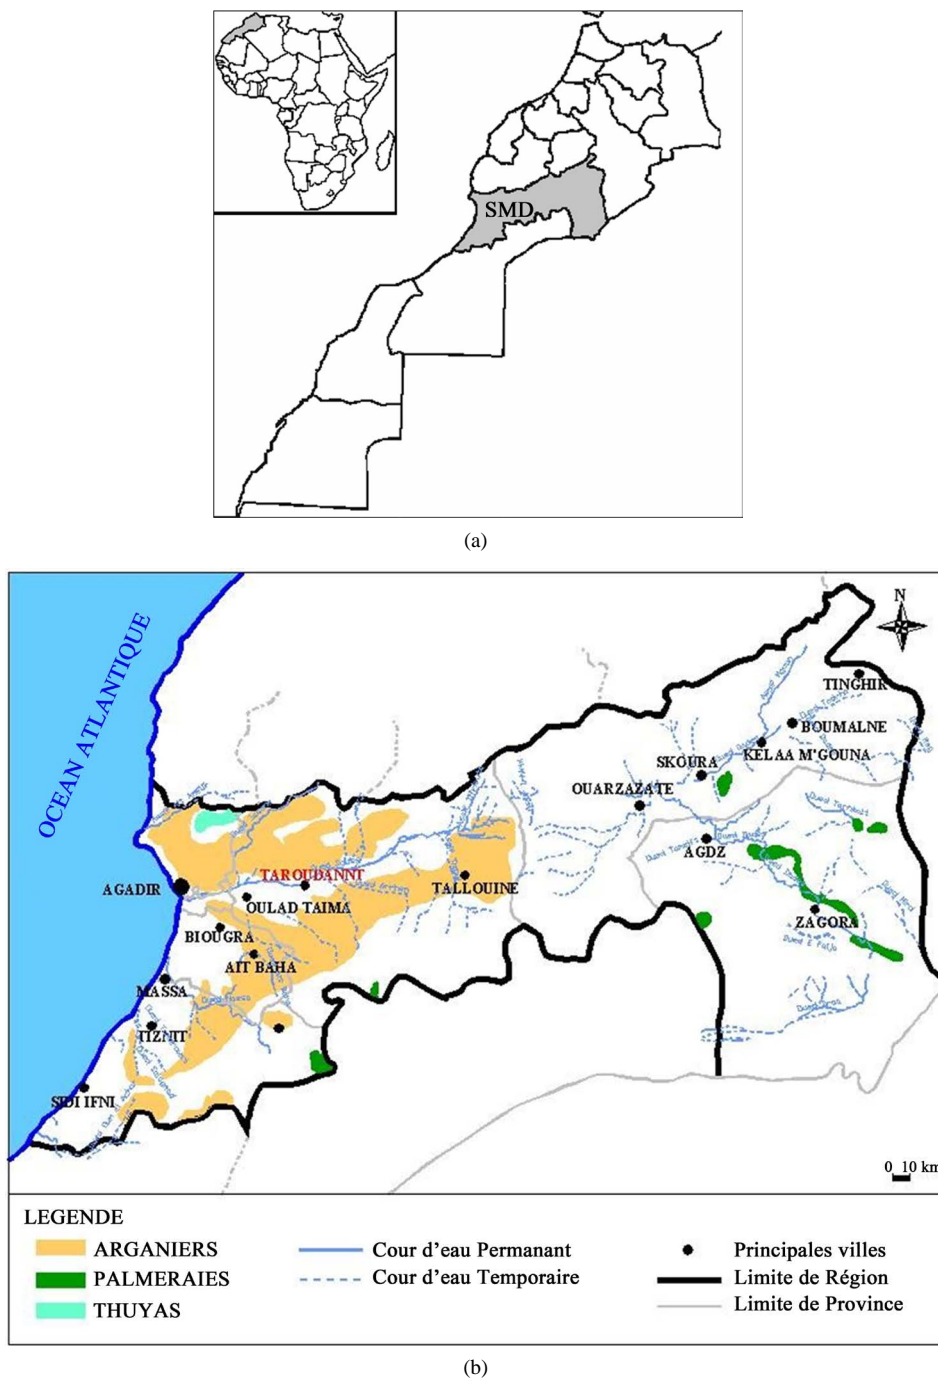 SMD
(a)
OCEAN ATLANTIQUE
N
TINGHIR
BOUMALNE
KELAA M'GOUNA
SKOURA
OUARZAZATE
AGDZ
TAROUDANNT
AGADIR
TALLOUINE
OULAD TAIMA
ZAGORA
BIOUGRA
AIT BAHA
MASSA
TIZNIT
SIDI IFNI
0 10 km
LEGENDE
ARGANIERS
PALMERAIES
THUYAS
Cour d'eau Permanant
Cour d'eau Temporaire
Principales villes
Limite de Région
Limite de Province
(b)